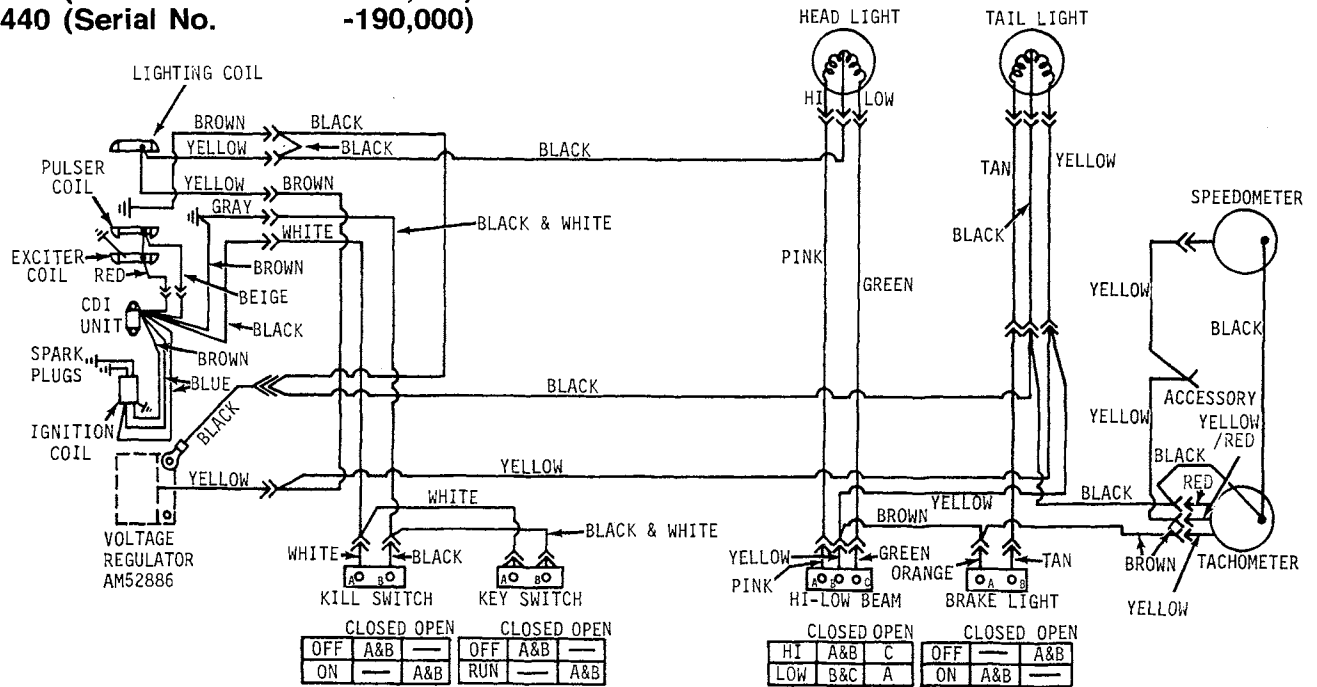 440 (Serial No. -190,000)
HEAD LIGHT
TAIL LIGHT
LIGHTING COIL
HI
LOW
BROWN
BLACK
YELLOW
BLACK
BLACK
PULSER
COIL
TAN
YELLOW
YELLOW
BROWN
SPEEDOMETER
GRAY
BLACK & WHITE
WHITE
BLACK
EXCITER
COIL
RED
BROWN
PINK
BEIGE
GREEN
YELLOW
CDI
UNIT
BLACK
BLACK
SPARK
PLUGS
BROWN
BLUE
BLACK
ACCESSORY
IGNITION
COIL
BLACK
YELLOW
YELLOW
/RED
BLACK
YELLOW
YELLOW
RED
WHITE
YELLOW
BLACK
BROWN
BLACK & WHITE
VOLTAGE
REGULATOR
AM52886
WHITE
BLACK
YELLOW
GREEN
ORANGE
TAN
BROWN
TACHOMETER
PINK
A B
A B
A B C
A B
YELLOW
KILL SWITCH
KEY SWITCH
HI-LOW BEAM
BRAKE LIGHT
CLOSED OPEN
OFF A&B —
ON — A&B
CLOSED OPEN
OFF A&B —
RUN — A&B
CLOSED OPEN
HI A&B C
LOW B&C A
CLOSED OPEN
OFF — A&B
ON A&B —